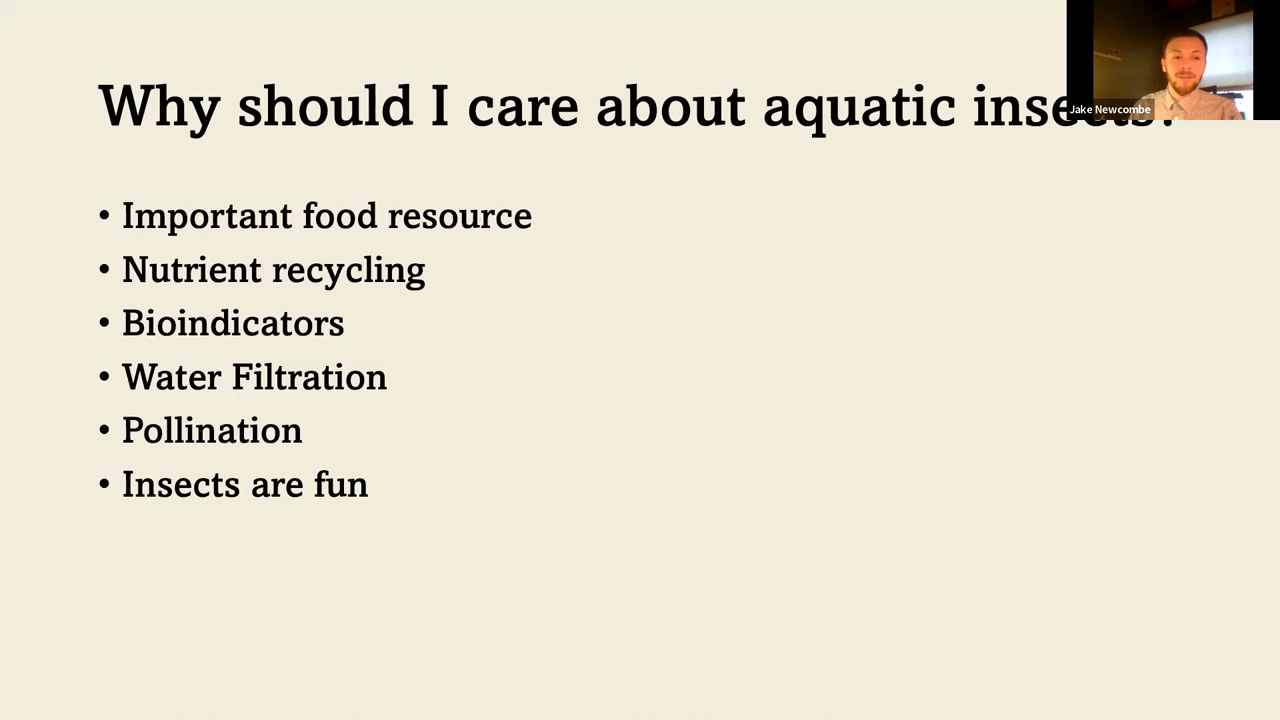 Why should I care about aquatic insects?
Jake Newcombe
• Important food resource
• Nutrient recycling
• Bioindicators
• Water Filtration
• Pollination
• Insects are fun